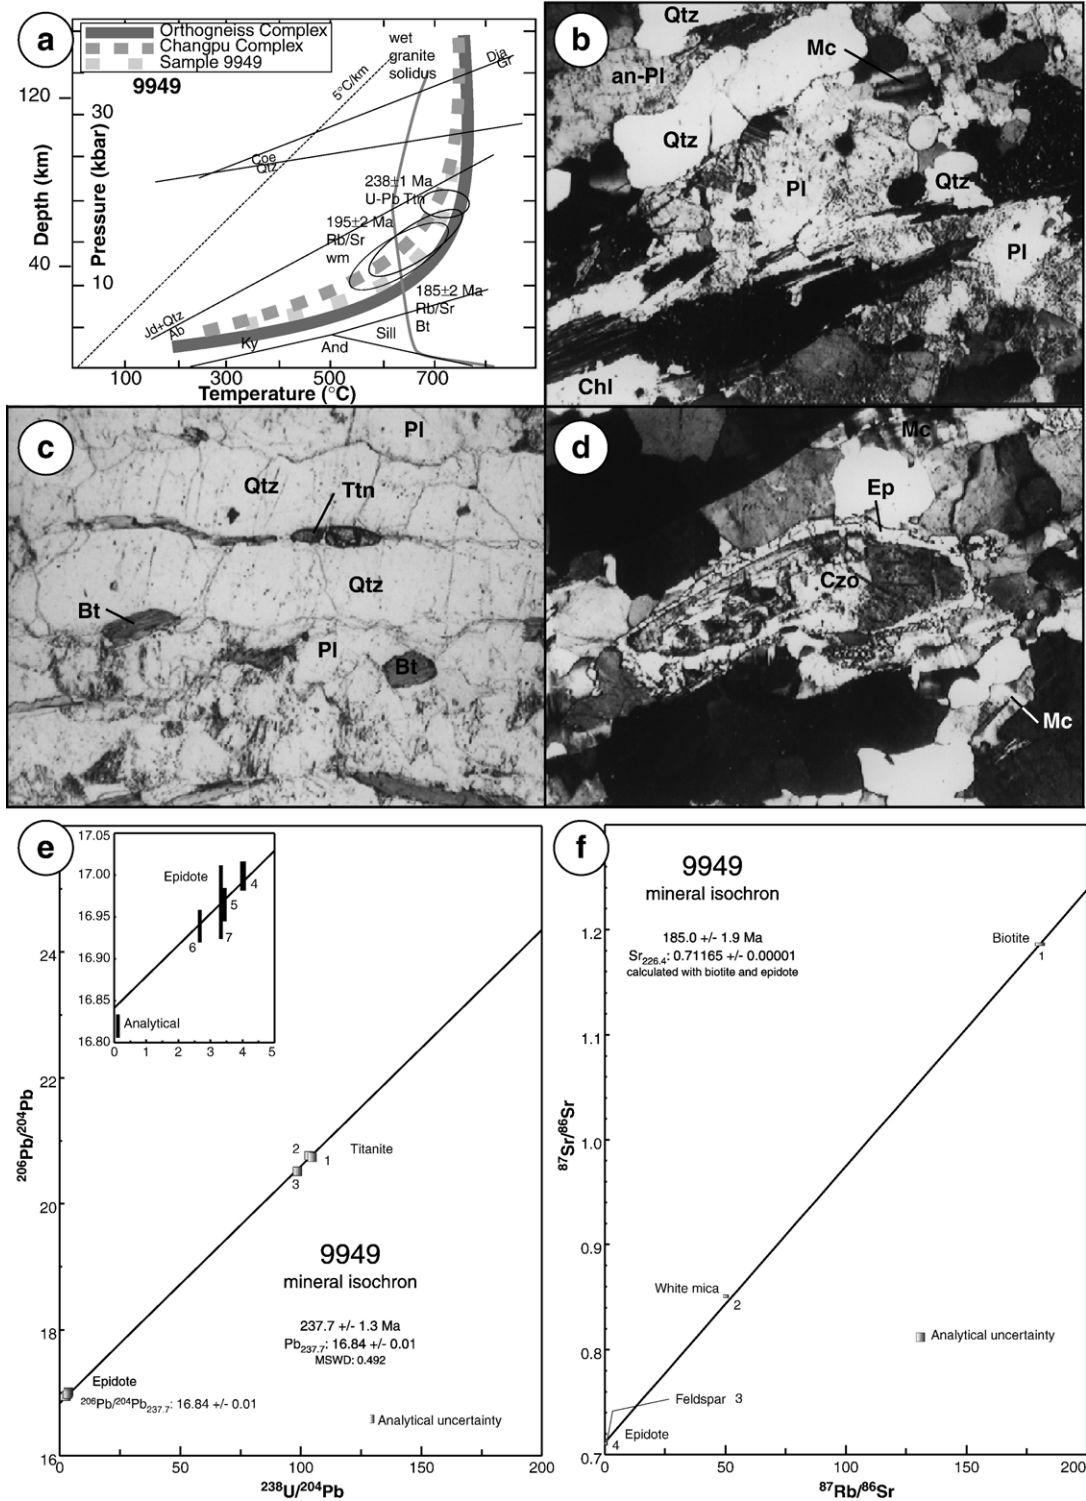 a
Orthogneiss Complex
Changpu Complex
Sample 9949
9949
wet
granite
solidus
Dia
Gr
5°C/km
120
30
Coe
Qtz
238±1 Ma
U-Pb Ttn
195±2 Ma
Rb/Sr
wm
40
10
185±2 Ma
Rb/Sr
Bt
Jd+Qtz
Ab
Ky
Sill
And
Depth (km)
Pressure (kbar)
100
300
500
700
Temperature (°C)
b
Qtz
Mc
an-Pl
Qtz
Pl
Qtz
Pl
Chl
c
Pl
Qtz
Ttn
Qtz
Bt
Pl
Bt
d
Mc
Ep
Czo
Mc
e
17.05
17.00
16.95
16.90
16.85
16.80
Epidote
4
5
6
7
Analytical
0
1
2
3
4
5
24
22
20
18
16
206Pb/204Pb
2
1
3
Titanite
9949
mineral isochron
237.7 +/- 1.3 Ma
Pb237.7: 16.84 +/- 0.01
MSWD: 0.492
Epidote
206Pb/204Pb237.7: 16.84 +/- 0.01
Analytical uncertainty
0
50
100
150
200
238U/204Pb
f
9949
mineral isochron
185.0 +/- 1.9 Ma
Sr226.4: 0.71165 +/- 0.00001
calculated with biotite and epidote
Biotite
1
1.2
1.1
1.0
0.9
0.8
0.7
87Sr/86Sr
White mica
2
Analytical uncertainty
Feldspar 3
Epidote
4
0
50
100
150
200
87Rb/86Sr